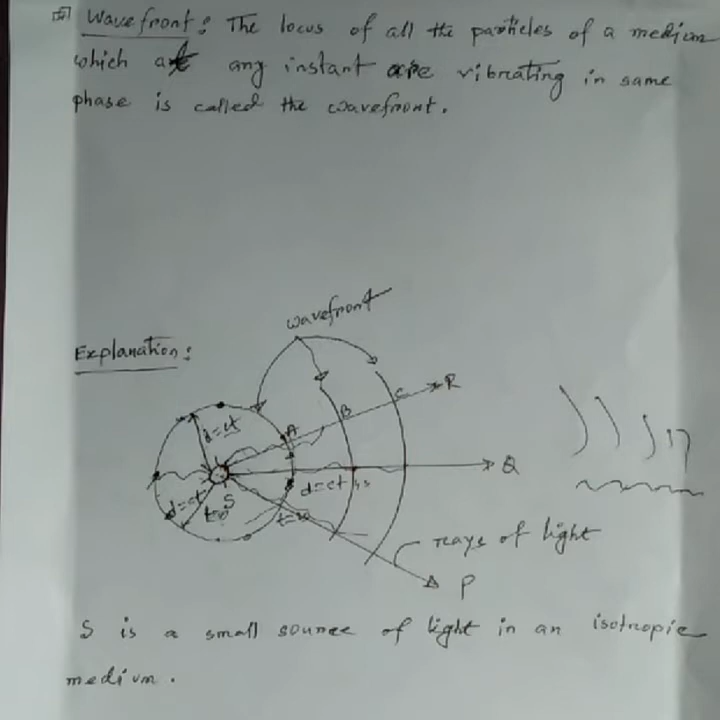 Wavefront: The locus of all the particles of a medium
which at any instant are vibrating in same
phase is called the wavefront.
wavefront
Explanation:
R
C
B
A
d=ct
Q
d=ct
d=ct
S
t=0
rays of light
P
S is a small source of light in an isotropic
medium.